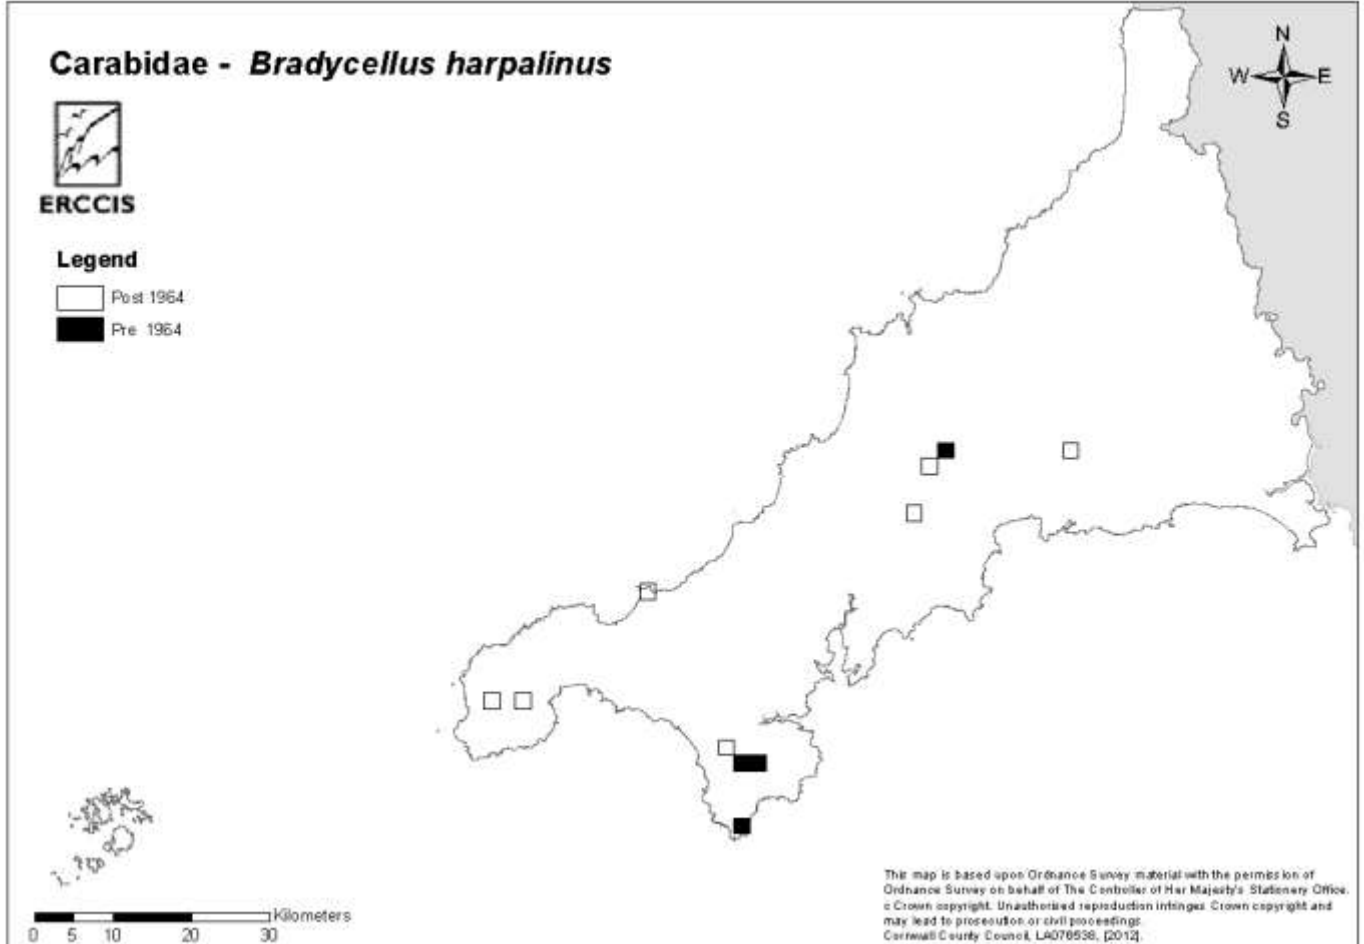 Carabidae - Bradycellus harpalinus
N
W E
S
ERCCIS
Legend
Post 1964
Pre 1964
This map is based upon Ordnance Survey material with the permission of
Ordnance Survey on behalf of The Controller of Her Majesty's Stationery Office.
c Crown copyright. Unauthorised reproduction infringes Crown copyright and
may lead to prosecution or civil proceedings.
Cornwall County Council, LA076538, [2012].
Kilometers
0 5 10 20 30